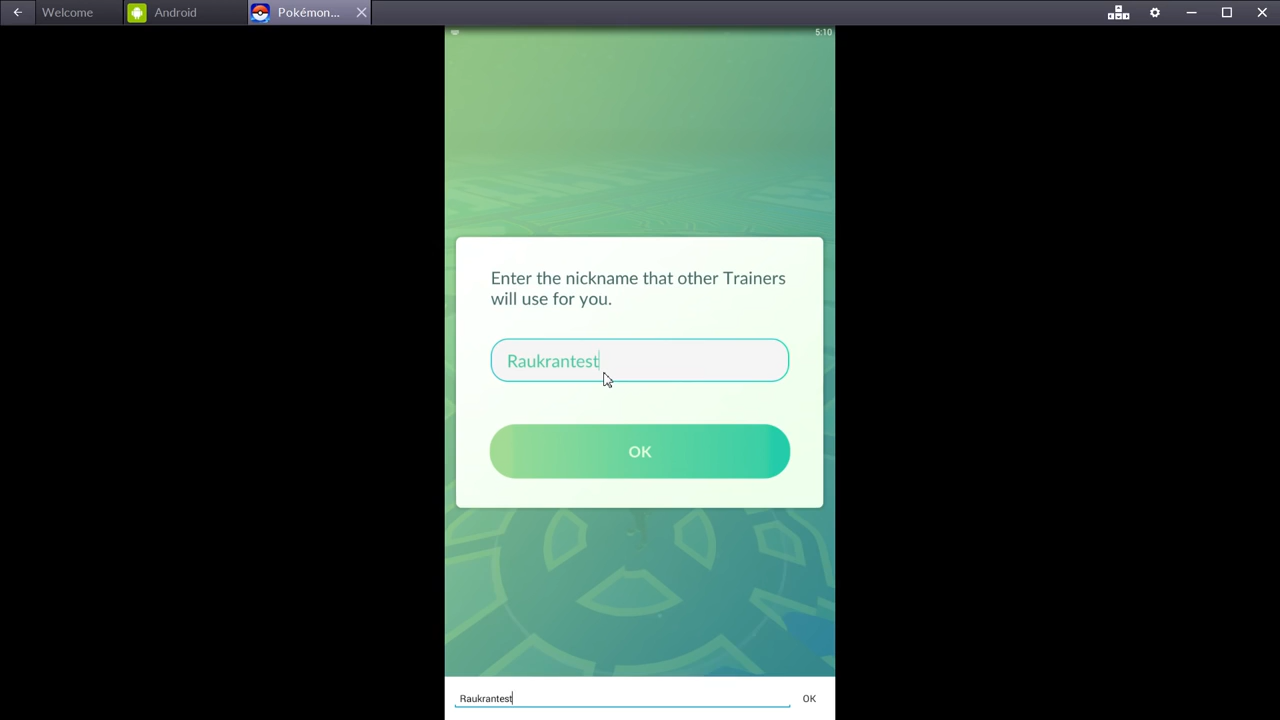 Welcome
Android
Pokémon...
5:10
Enter the nickname that other Trainers
will use for you.
Raukrantest
OK
Raukrantest
OK